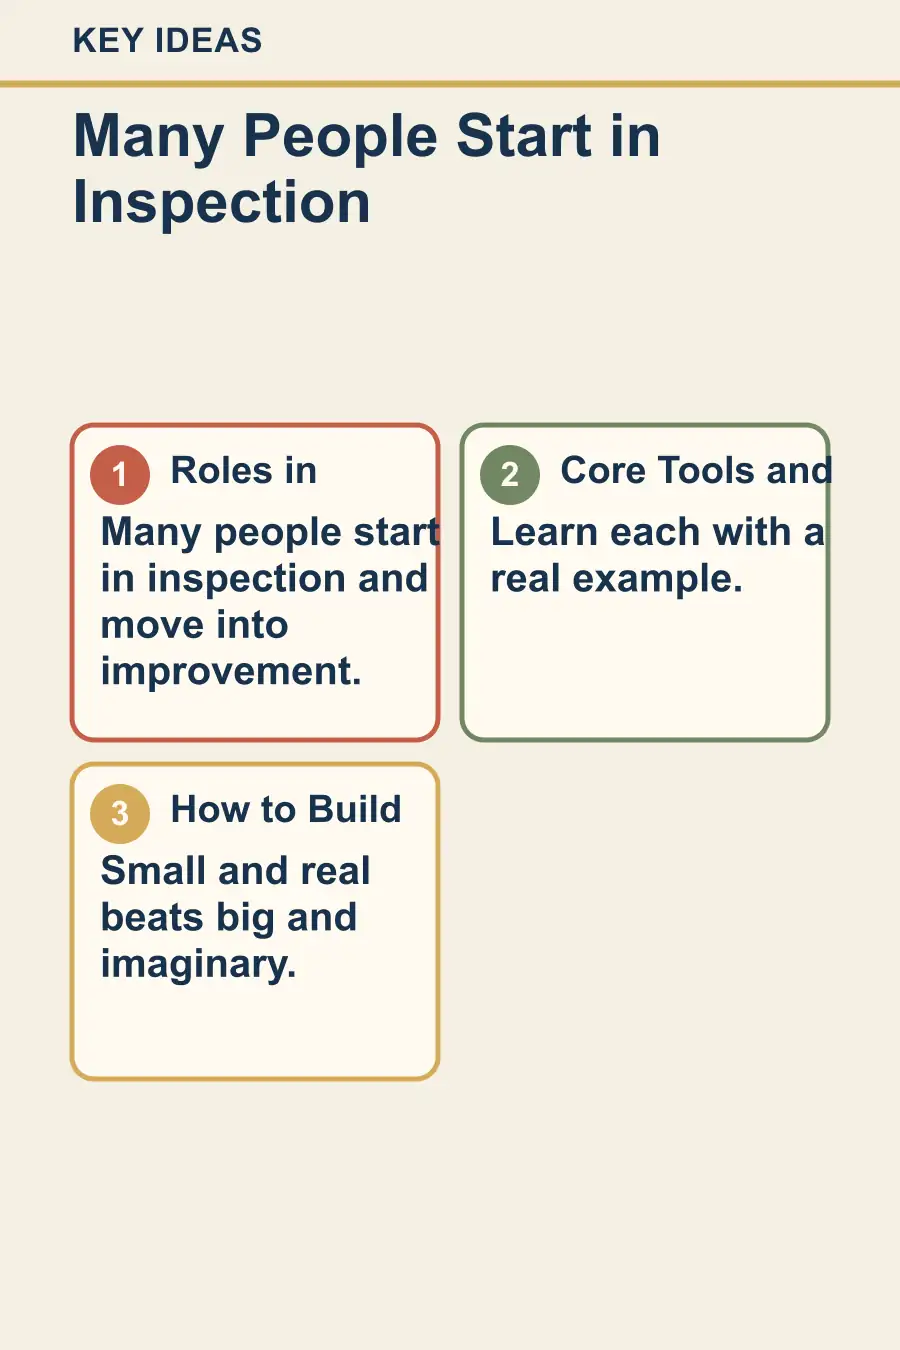 KEY IDEAS
Many People Start in
Inspection
1
Roles in
Many people start
in inspection and
move into
improvement.
2
Core Tools and
Learn each with a
real example.
3
How to Build
Small and real
beats big and
imaginary.